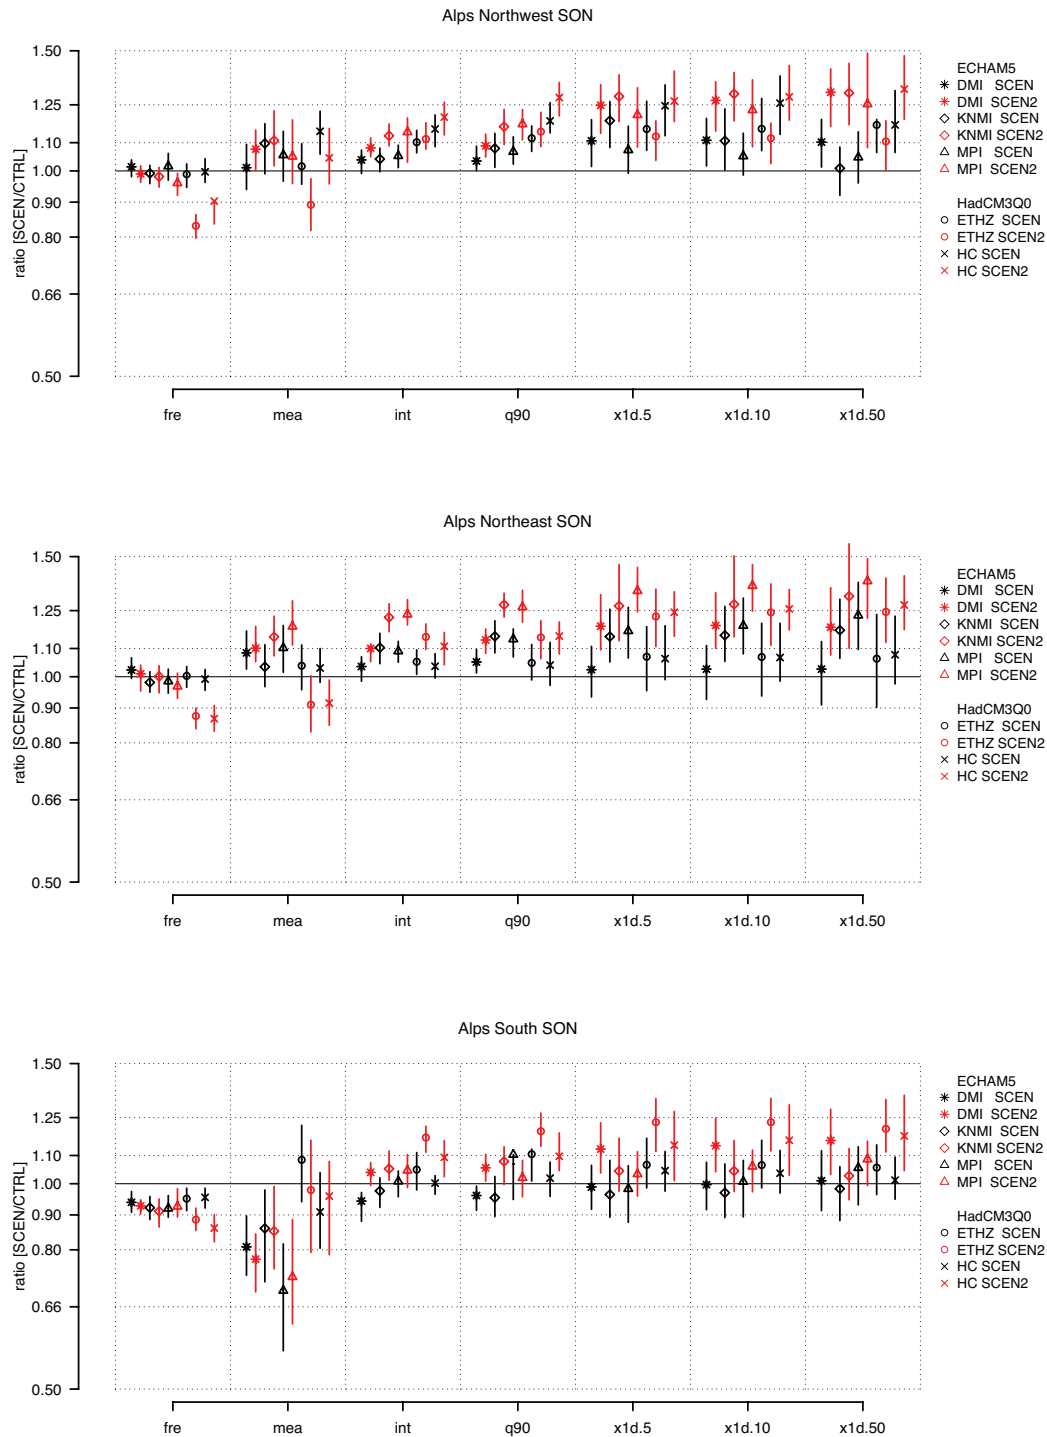 Alps Northwest SON
1.50
1.25
1.10
1.00
0.90
0.80
0.66
0.50
ratio [SCEN/CTRL]
fre mea int q90 x1d.5 x1d.10 x1d.50
ECHAM5
DMI SCEN
DMI SCEN2
KNMI SCEN
KNMI SCEN2
MPI SCEN
MPI SCEN2
HadCM3Q0
ETHZ SCEN
ETHZ SCEN2
HC SCEN
HC SCEN2
Alps Northeast SON
1.50
1.25
1.10
1.00
0.90
0.80
0.66
0.50
ratio [SCEN/CTRL]
fre mea int q90 x1d.5 x1d.10 x1d.50
ECHAM5
DMI SCEN
DMI SCEN2
KNMI SCEN
KNMI SCEN2
MPI SCEN
MPI SCEN2
HadCM3Q0
ETHZ SCEN
ETHZ SCEN2
HC SCEN
HC SCEN2
Alps South SON
1.50
1.25
1.10
1.00
0.90
0.80
0.66
0.50
ratio [SCEN/CTRL]
fre mea int q90 x1d.5 x1d.10 x1d.50
ECHAM5
DMI SCEN
DMI SCEN2
KNMI SCEN
KNMI SCEN2
MPI SCEN
MPI SCEN2
HadCM3Q0
ETHZ SCEN
ETHZ SCEN2
HC SCEN
HC SCEN2